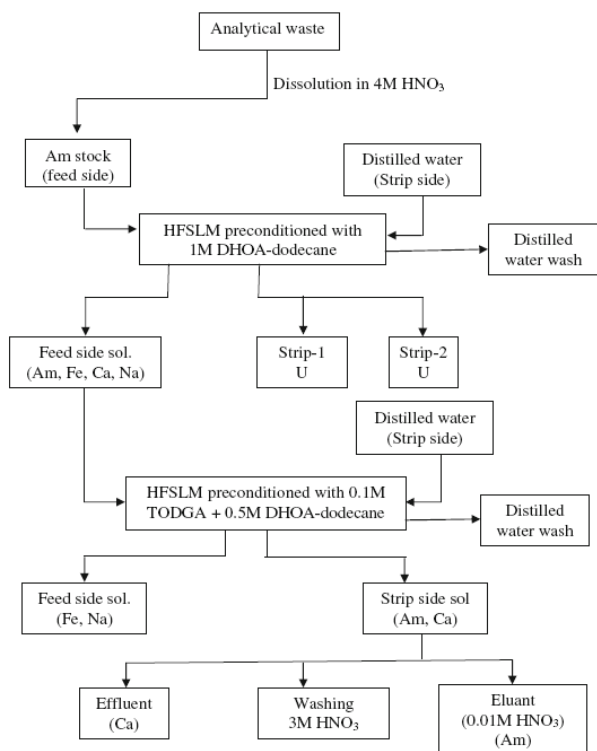 Analytical waste
Dissolution in 4M HNO₃
Am stock
(feed side)
Distilled water
(Strip side)
HFSLM preconditioned with
1M DHOA-dodecane
Distilled
water wash
Feed side sol.
(Am, Fe, Ca, Na)
Strip-1
U
Strip-2
U
Distilled water
(Strip side)
HFSLM preconditioned with 0.1M
TODGA + 0.5M DHOA-dodecane
Distilled
water wash
Feed side sol.
(Fe, Na)
Strip side sol
(Am, Ca)
Effluent
(Ca)
Washing
3M HNO₃
Eluant
(0.01M HNO₃)
(Am)